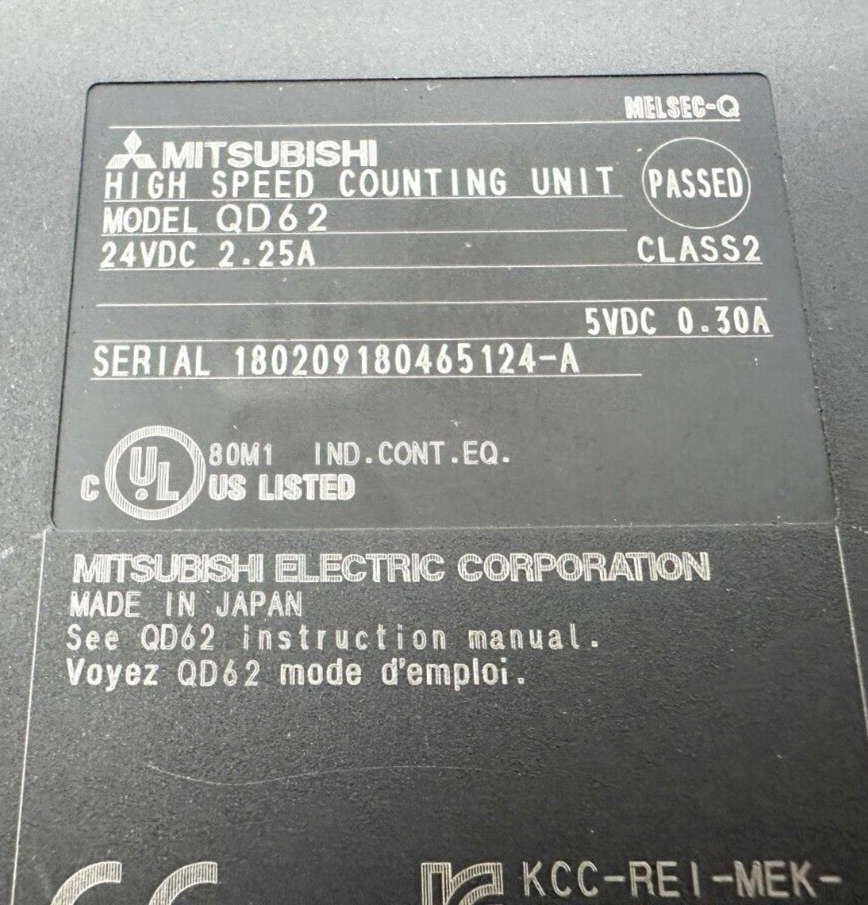 MELSEC-Q
MITSUBISHI
HIGH SPEED COUNTING UNIT
PASSED
MODEL QD62
24VDC 2.25A CLASS2
5VDC 0.30A
SERIAL 180209180465124-A
80M1 IND.CONT.EQ.
C UL US LISTED
MITSUBISHI ELECTRIC CORPORATION
MADE IN JAPAN
See QD62 instruction manual.
Voyez QD62 mode d'emploi.
CE KCC-REI-MEK-